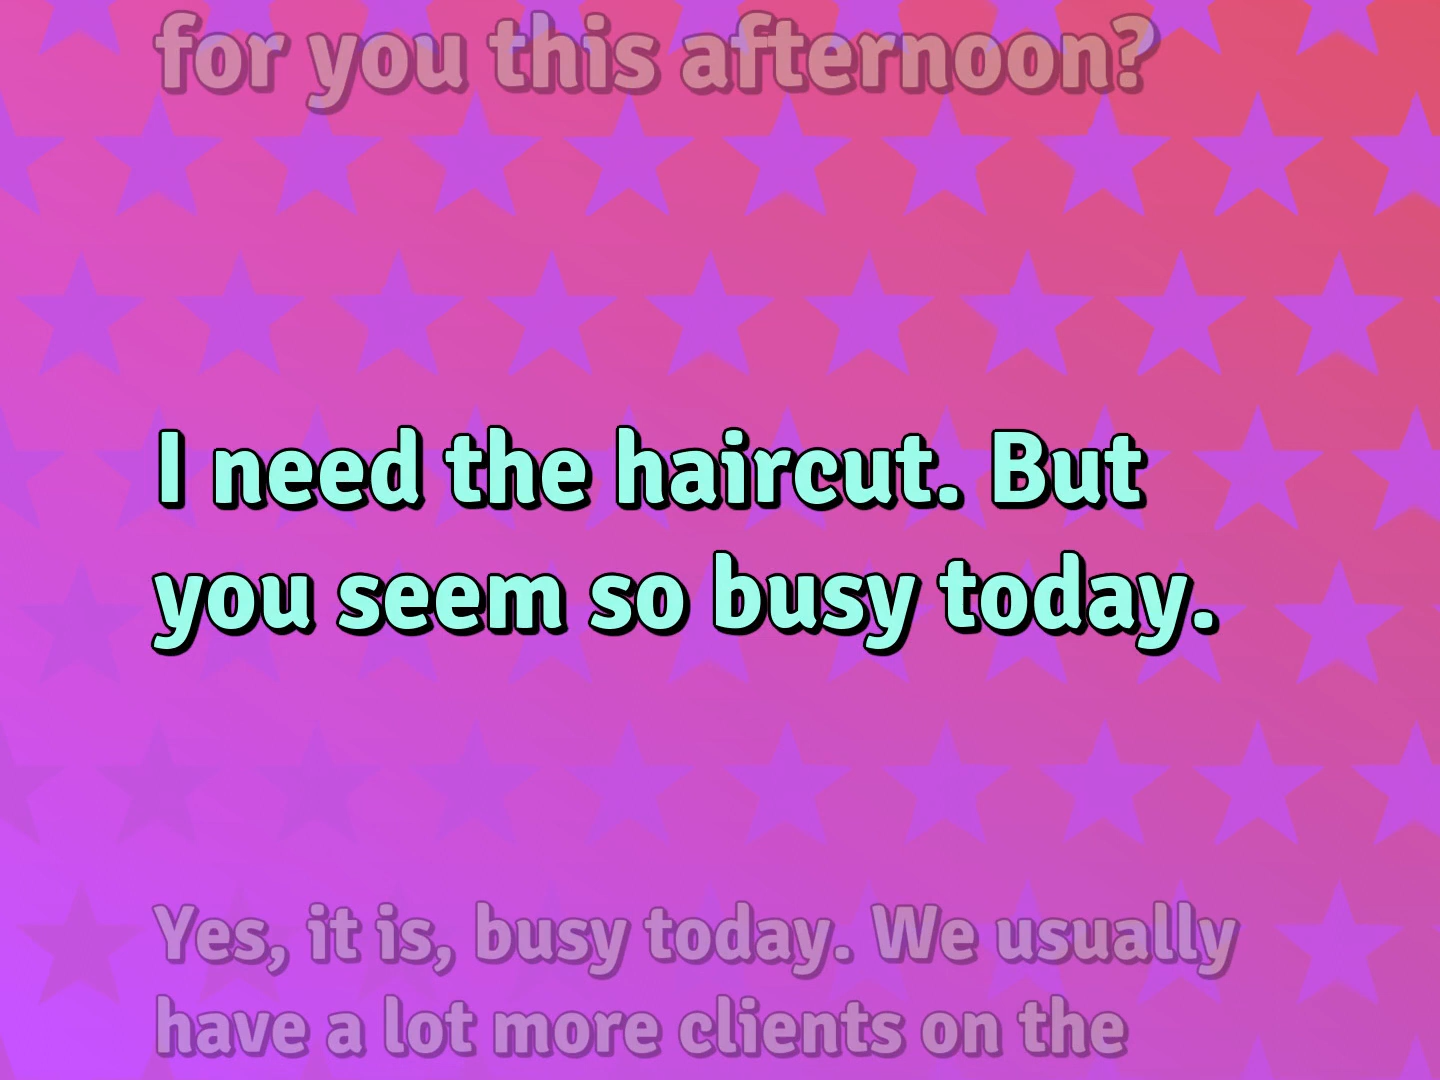 for you this afternoon?
I need the haircut. But
you seem so busy today.
Yes, it is, busy today. We usually
have a lot more clients on the